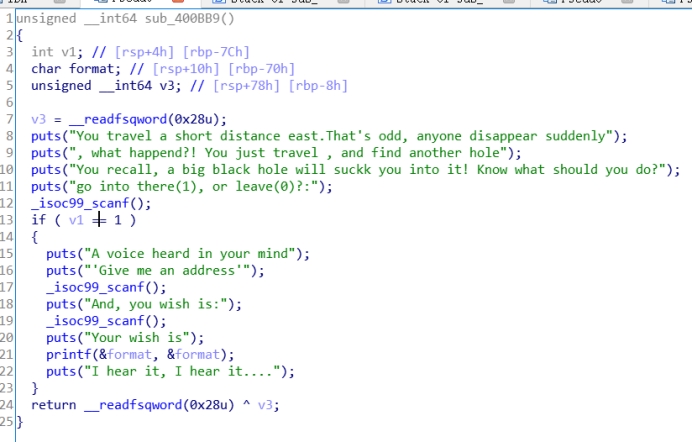 1 unsigned __int64 sub_400BB9()
2 {
3 int v1; // [rsp+4h] [rbp-7Ch]
4 char format; // [rsp+10h] [rbp-70h]
5 unsigned __int64 v3; // [rsp+78h] [rbp-8h]
6
7 v3 = __readfsqword(0x28u);
8 puts("You travel a short distance east.That's odd, anyone disappear suddenly");
9 puts(", what happend?! You just travel , and find another hole");
10 puts("You recall, a big black hole will suckk you into it! Know what should you do?");
11 puts("go into there(1), or leave(0)?:");
12 _isoc99_scanf();
13 if ( v1 == 1 )
14 {
15 puts("A voice heard in your mind");
16 puts("'Give me an address'");
17 _isoc99_scanf();
18 puts("And, you wish is:");
19 _isoc99_scanf();
20 puts("Your wish is");
21 printf(&format, &format);
22 puts("I hear it, I hear it....");
23 }
24 return __readfsqword(0x28u) ^ v3;
25 }